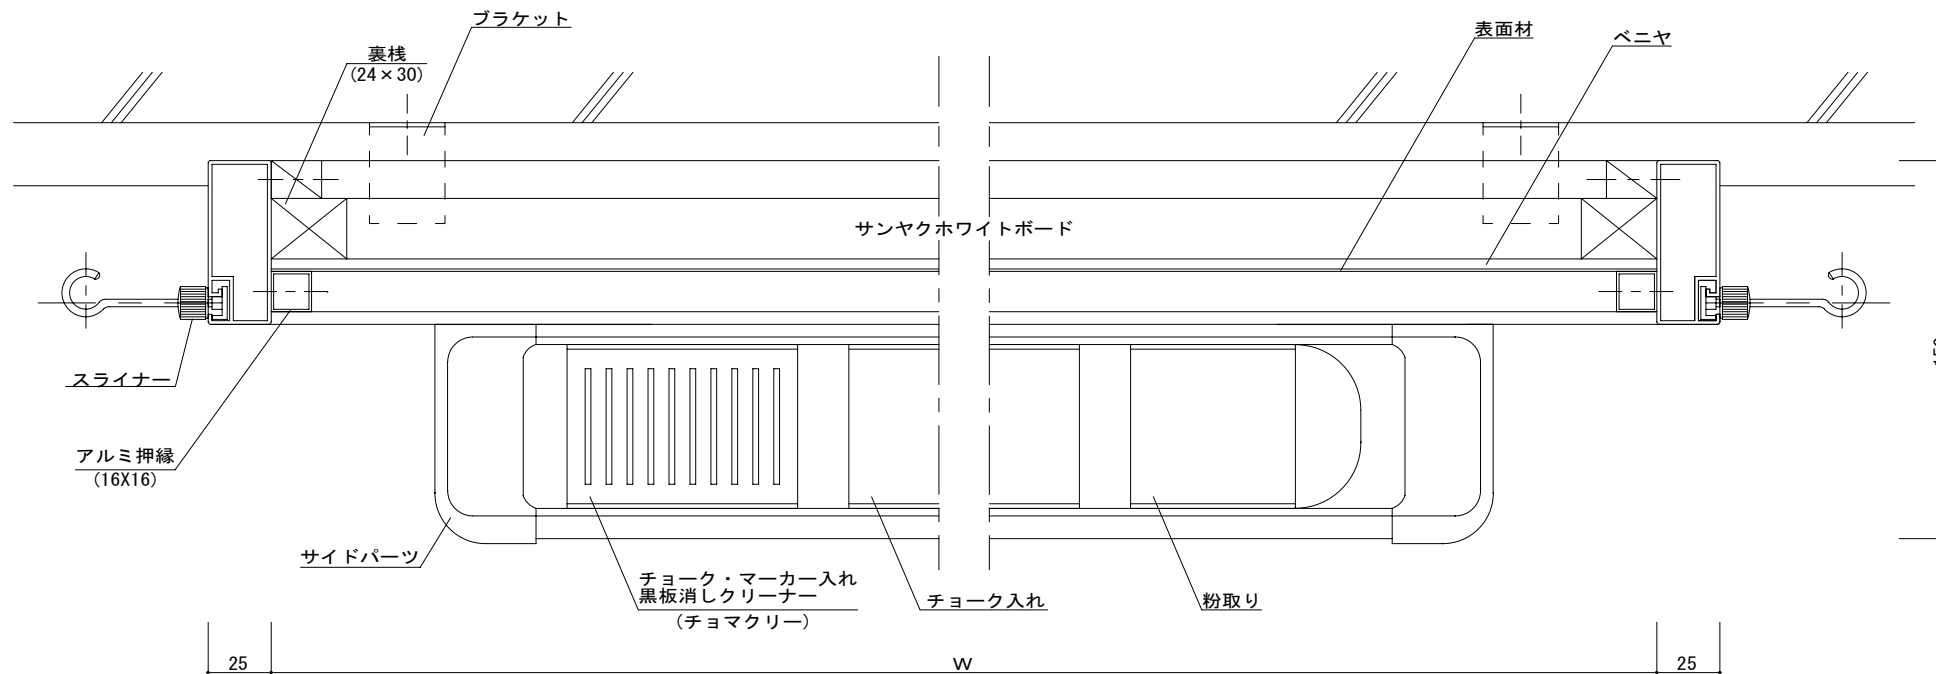 ブラケット
表面材
ベニヤ
裏桟
(24×30)
サンヤクホワイトボード
スライナー
アルミ押縁
(16X16)
サイドパーツ
チョーク・マーカー入れ
黒板消しクリーナー
(チョマクリー)
チョーク入れ
粉取り
25
W
25